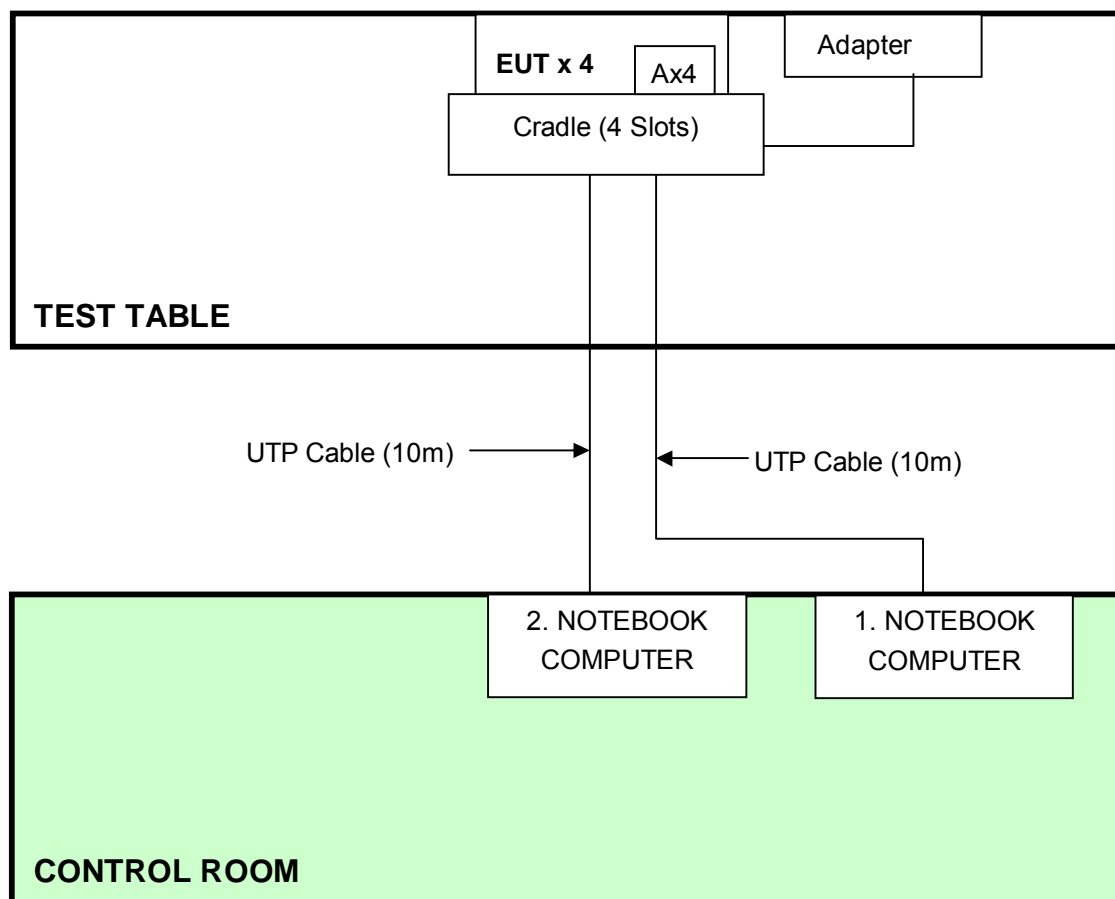 EUT x 4
Ax4
Adapter
Cradle (4 Slots)
TEST TABLE
UTP Cable (10m)
UTP Cable (10m)
2. NOTEBOOK
COMPUTER
1. NOTEBOOK
COMPUTER
CONTROL ROOM